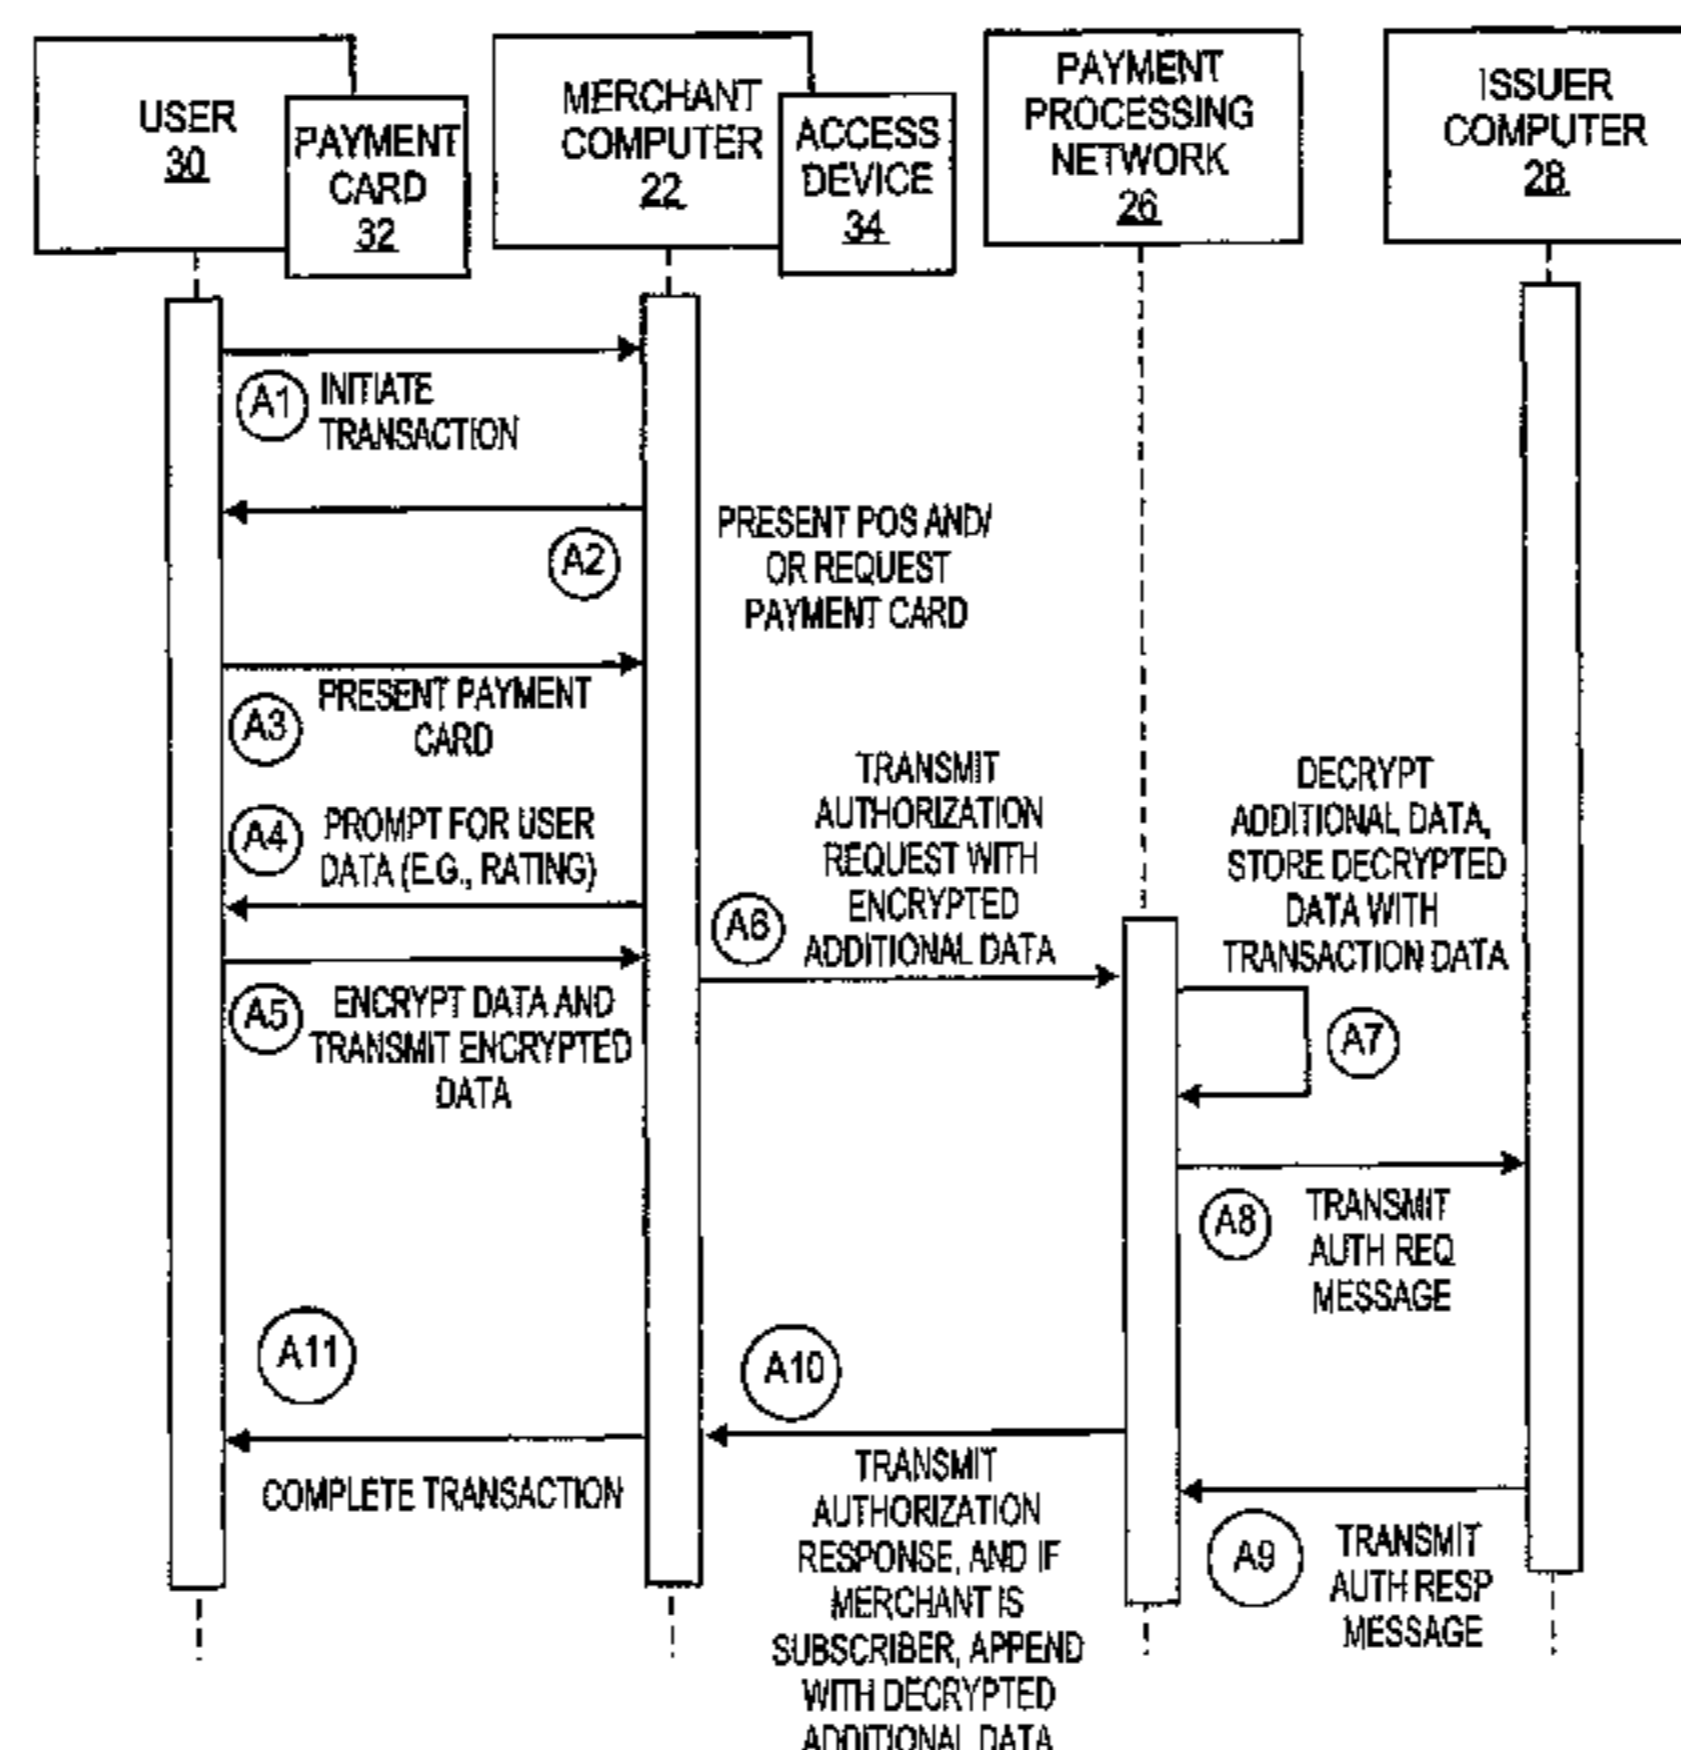 USER
30
PAYMENT
CARD
32
MERCHANT
COMPUTER
22
ACCESS
DEVICE
34
PAYMENT
PROCESSING
NETWORK
26
ISSUER
COMPUTER
28
A1
INITIATE
TRANSACTION
A2
PRESENT POS AND/
OR REQUEST
PAYMENT CARD
A3
PRESENT PAYMENT
CARD
A4
PROMPT FOR USER
DATA (E.G., RATING)
A5
ENCRYPT DATA AND
TRANSMIT ENCRYPTED
DATA
A6
TRANSMIT
AUTHORIZATION
REQUEST WITH
ENCRYPTED
ADDITIONAL DATA
DECRYPT
ADDITIONAL DATA,
STORE DECRYPTED
DATA WITH
TRANSACTION DATA
A7
A8
TRANSMIT
AUTH REQ
MESSAGE
A9
TRANSMIT
AUTH RESP
MESSAGE
A10
TRANSMIT
AUTHORIZATION
RESPONSE, AND IF
MERCHANT IS
SUBSCRIBER, APPEND
WITH DECRYPTED
ADDITIONAL DATA
A11
COMPLETE TRANSACTION